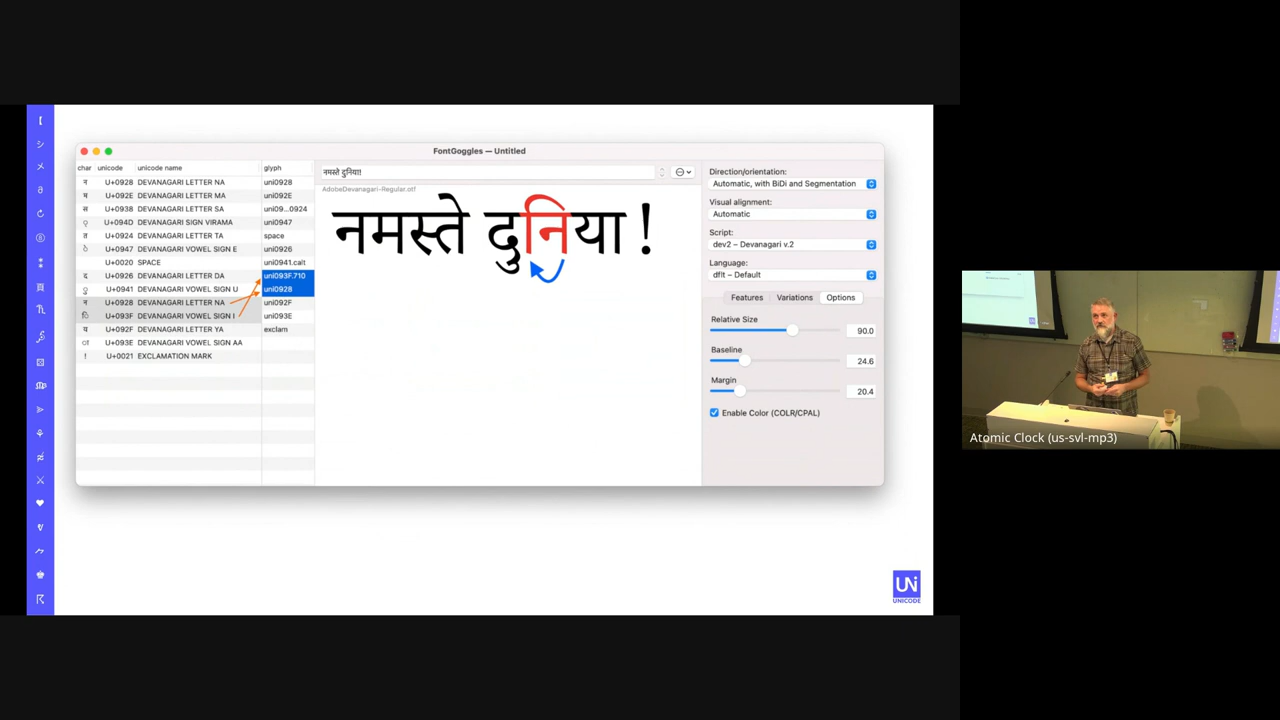 FontGoggles — Untitled
char unicode unicode name glyph
न U+0928 DEVANAGARI LETTER NA uni0928
म U+092E DEVANAGARI LETTER MA uni092E
स U+0938 DEVANAGARI LETTER SA uni09...0924
् U+094D DEVANAGARI SIGN VIRAMA uni0947
त U+0924 DEVANAGARI LETTER TA space
े U+0947 DEVANAGARI VOWEL SIGN E uni0926
U+0020 SPACE uni0941.calt
द U+0926 DEVANAGARI LETTER DA uni093F.710
ु U+0941 DEVANAGARI VOWEL SIGN U uni0928
न U+0928 DEVANAGARI LETTER NA uni092F
ि U+093F DEVANAGARI VOWEL SIGN I uni093E
य U+092F DEVANAGARI LETTER YA exclam
ा U+093E DEVANAGARI VOWEL SIGN AA
! U+0021 EXCLAMATION MARK
नमस्ते दुनिया!
AdobeDevanagari-Regular.otf
नमस्ते दुनिया !
Direction/orientation:
Automatic, with BiDi and Segmentation
Visual alignment:
Automatic
Script:
dev2 – Devanagari v.2
Language:
dflt – Default
Features Variations Options
Relative Size
90.0
Baseline
24.6
Margin
20.4
Enable Color (COLR/CPAL)
UNi
UNICODE
Atomic Clock (us-svl-mp3)